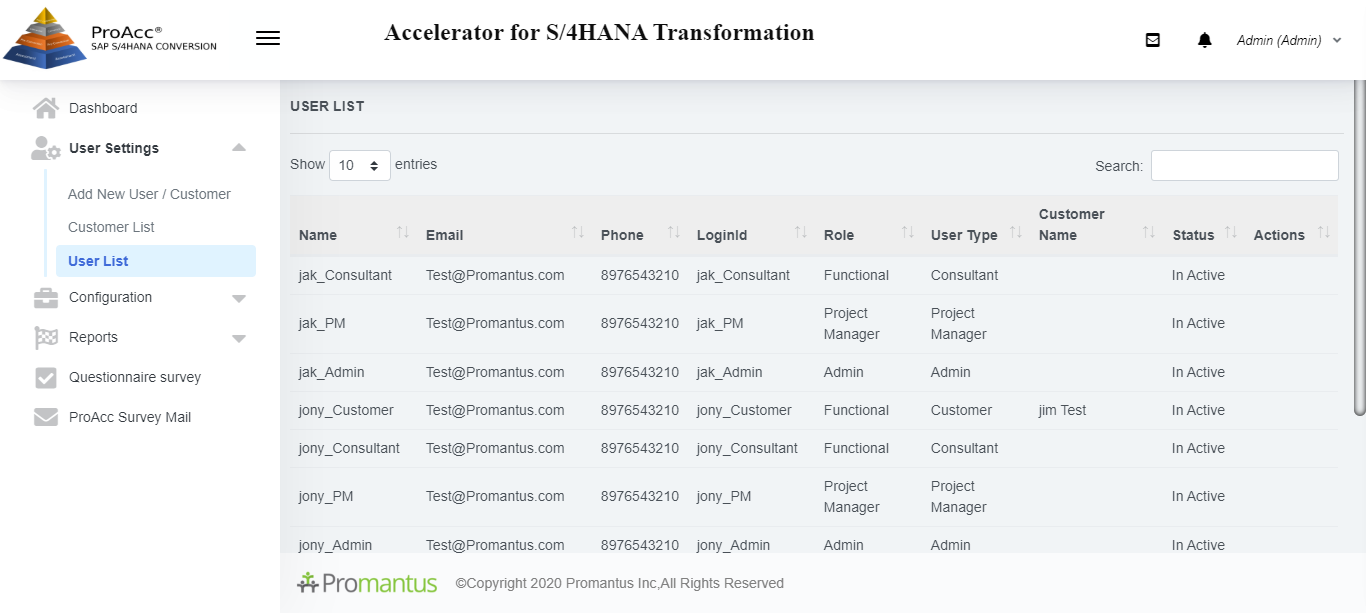 ProAcc®
SAP S/4HANA CONVERSION
Accelerator for S/4HANA Transformation
Admin (Admin)
Dashboard
User Settings
Add New User / Customer
Customer List
User List
Configuration
Reports
Questionnaire survey
ProAcc Survey Mail
USER LIST
Show 10 entries
Search:
Name Email Phone LoginId Role User Type Customer Name Status Actions
jak_Consultant Test@Promantus.com 8976543210 jak_Consultant Functional Consultant In Active
jak_PM Test@Promantus.com 8976543210 jak_PM Project Manager Project Manager In Active
jak_Admin Test@Promantus.com 8976543210 jak_Admin Admin Admin In Active
jony_Customer Test@Promantus.com 8976543210 jony_Customer Functional Customer jim Test In Active
jony_Consultant Test@Promantus.com 8976543210 jony_Consultant Functional Consultant In Active
jony_PM Test@Promantus.com 8976543210 jony_PM Project Manager Project Manager In Active
jony_Admin Test@Promantus.com 8976543210 jony_Admin Admin Admin In Active
Promantus ©Copyright 2020 Promantus Inc,All Rights Reserved